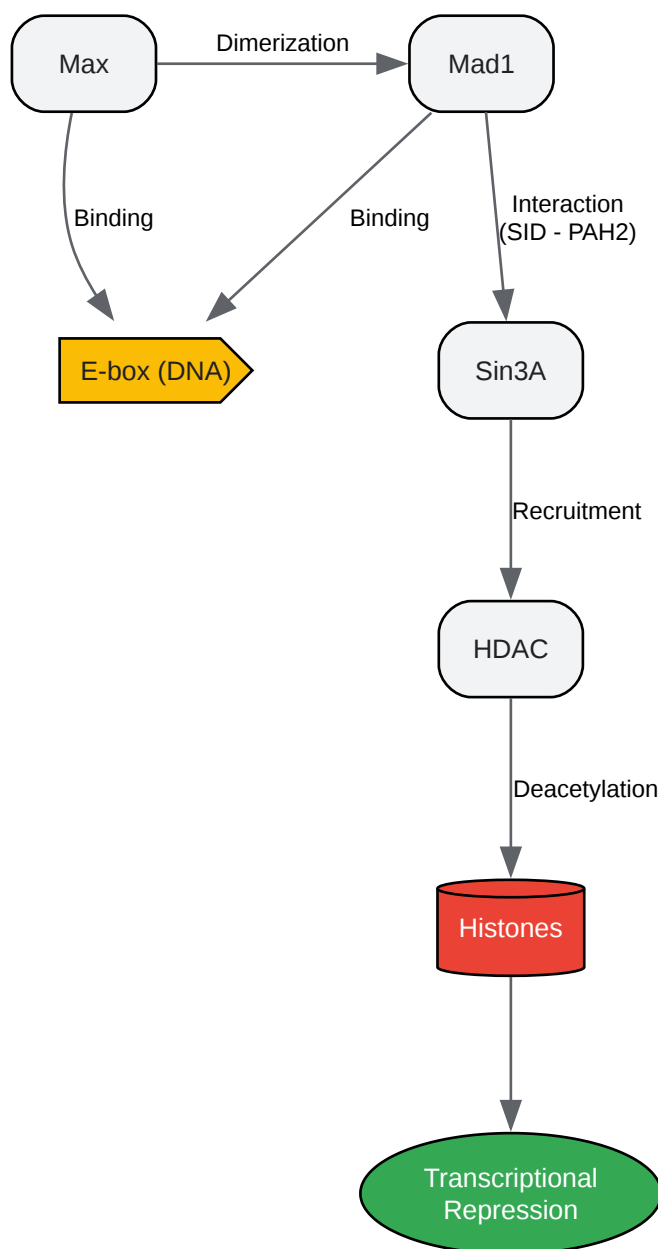 Dimerization
Max
Mad1
Binding
Binding
Interaction
(SID - PAH2)
E-box (DNA)
Sin3A
Recruitment
HDAC
Deacetylation
Histones
Transcriptional
Repression